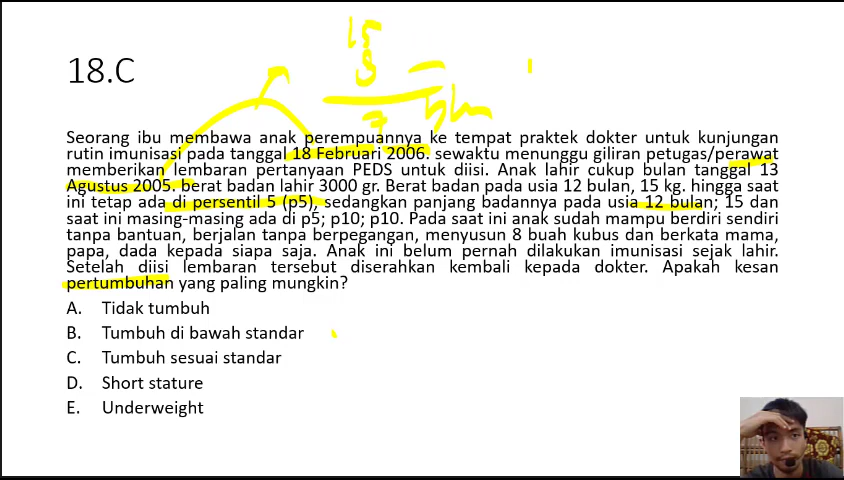 18.C
15
8
7
bln
Seorang ibu membawa anak perempuannya ke tempat praktek dokter untuk kunjungan
rutin imunisasi pada tanggal 18 Februari 2006. sewaktu menunggu giliran petugas/perawat
memberikan lembaran pertanyaan PEDS untuk diisi. Anak lahir cukup bulan tanggal 13
Agustus 2005. berat badan lahir 3000 gr. Berat badan pada usia 12 bulan, 15 kg. hingga saat
ini tetap ada di persentil 5 (p5), sedangkan panjang badannya pada usia 12 bulan; 15 dan
saat ini masing-masing ada di p5; p10; p10. Pada saat ini anak sudah mampu berdiri sendiri
tanpa bantuan, berjalan tanpa berpegangan, menyusun 8 buah kubus dan berkata mama,
papa, dada kepada siapa saja. Anak ini belum pernah dilakukan imunisasi sejak lahir.
Setelah diisi lembaran tersebut diserahkan kembali kepada dokter. Apakah kesan
pertumbuhan yang paling mungkin?
A. Tidak tumbuh
B. Tumbuh di bawah standar
C. Tumbuh sesuai standar
D. Short stature
E. Underweight